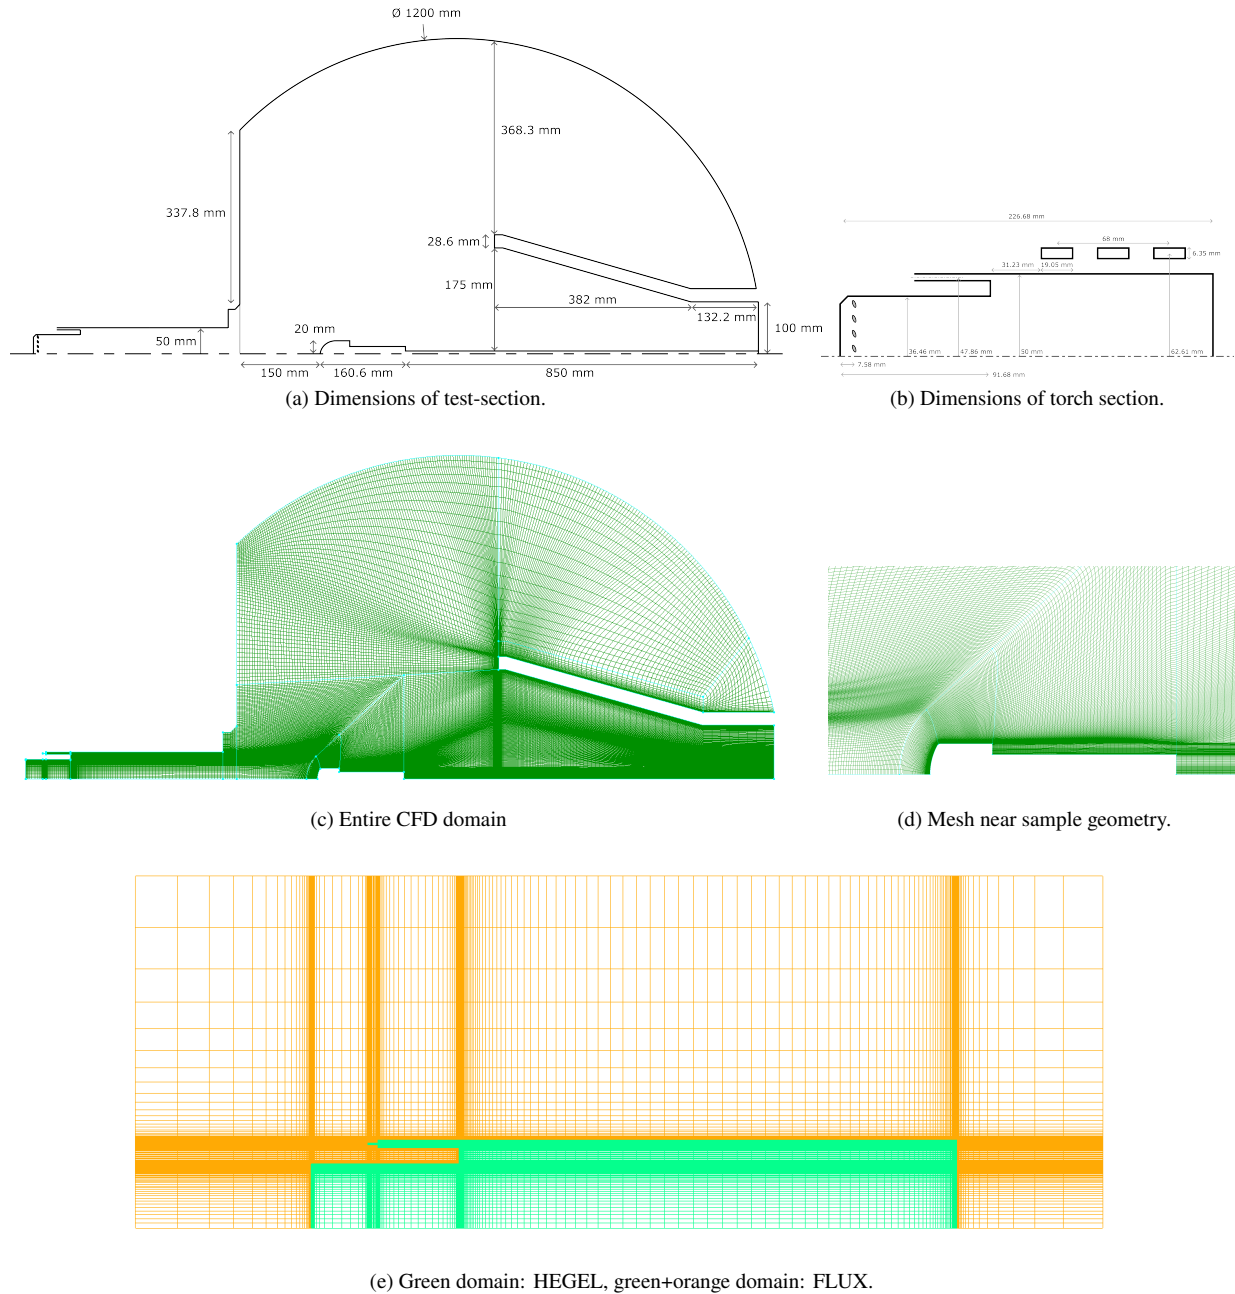 Ø 1200 mm
368.3 mm
337.8 mm
28.6 mm
175 mm
382 mm
132.2 mm
100 mm
20 mm
50 mm
150 mm
160.6 mm
850 mm
(a) Dimensions of test-section.
226.68 mm
68 mm
6.35 mm
31.23 mm
19.05 mm
36.46 mm
47.86 mm
50 mm
62.61 mm
7.58 mm
91.68 mm
(b) Dimensions of torch section.
(c) Entire CFD domain
(d) Mesh near sample geometry.
(e) Green domain: HEGEL, green+orange domain: FLUX.